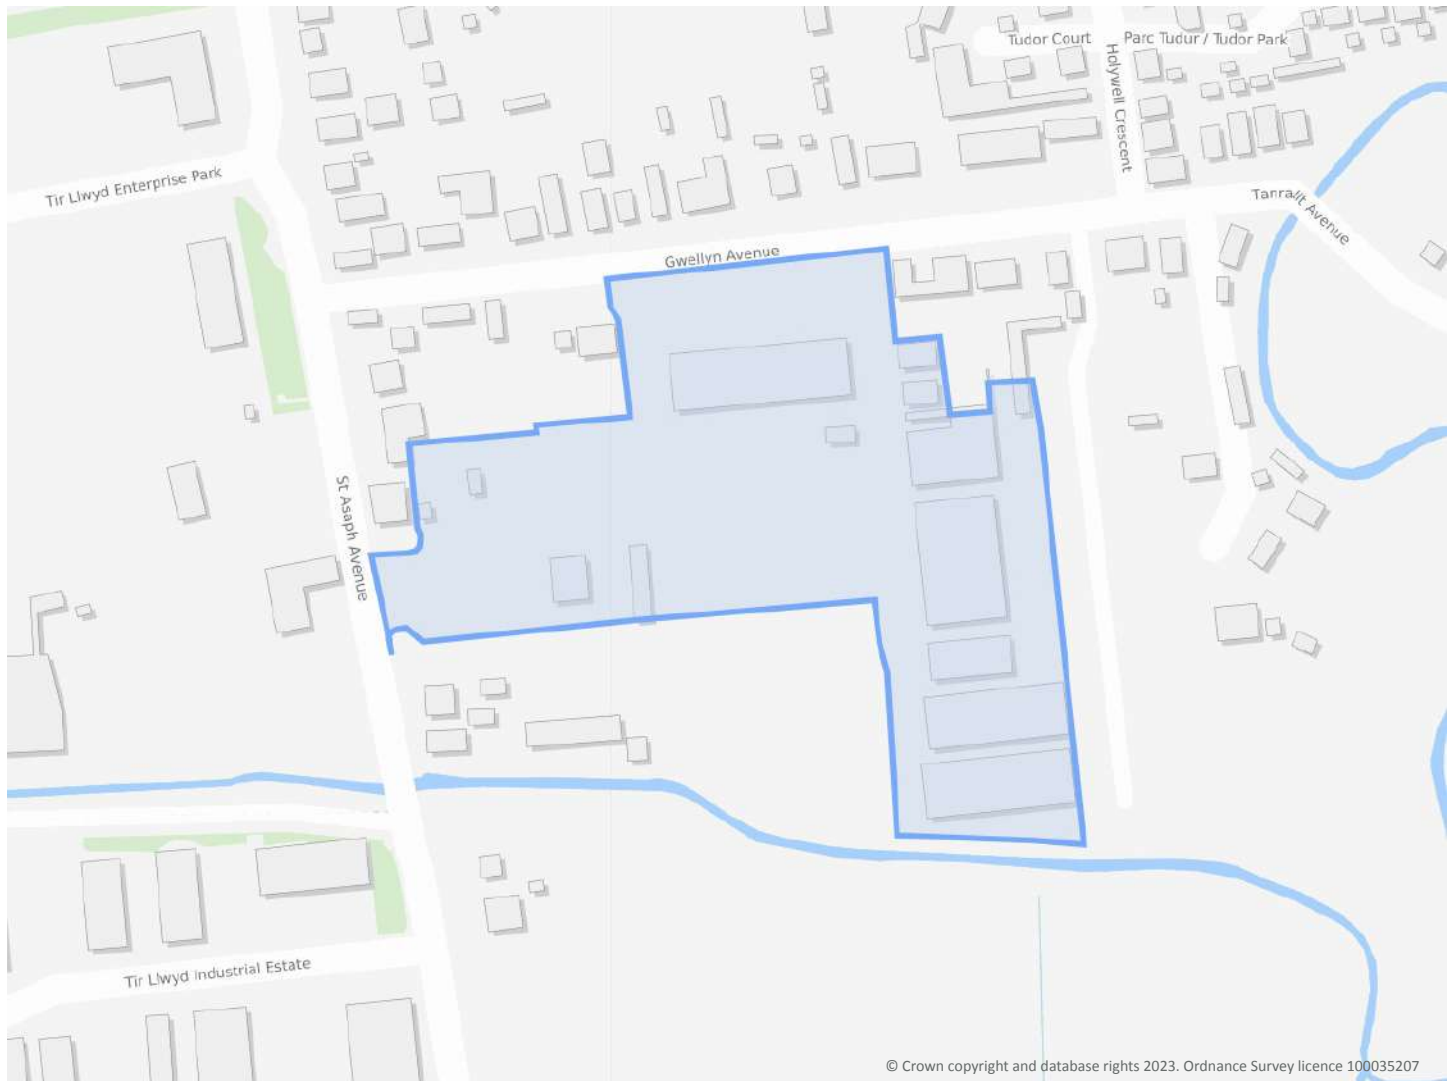 Tudor Court
Parc Tudur / Tudor Park
Holywell Crescent
Tir Llwyd Enterprise Park
Tanrallt Avenue
Gwellyn Avenue
St Asaph Avenue
Tir Llwyd Industrial Estate
© Crown copyright and database rights 2023. Ordnance Survey licence 100035207